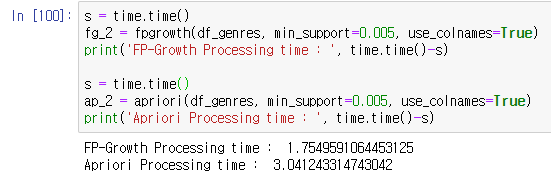 In [100]:
s = time.time()
fg_2 = fpgrowth(df_genres, min_support=0.005, use_colnames=True)
print('FP-Growth Processing time : ', time.time()-s)
s = time.time()
ap_2 = apriori(df_genres, min_support=0.005, use_colnames=True)
print('Apriori Processing time : ', time.time()-s)
FP-Growth Processing time :  1.7549591064453125
Apriori Processing time :  3.041243314743042